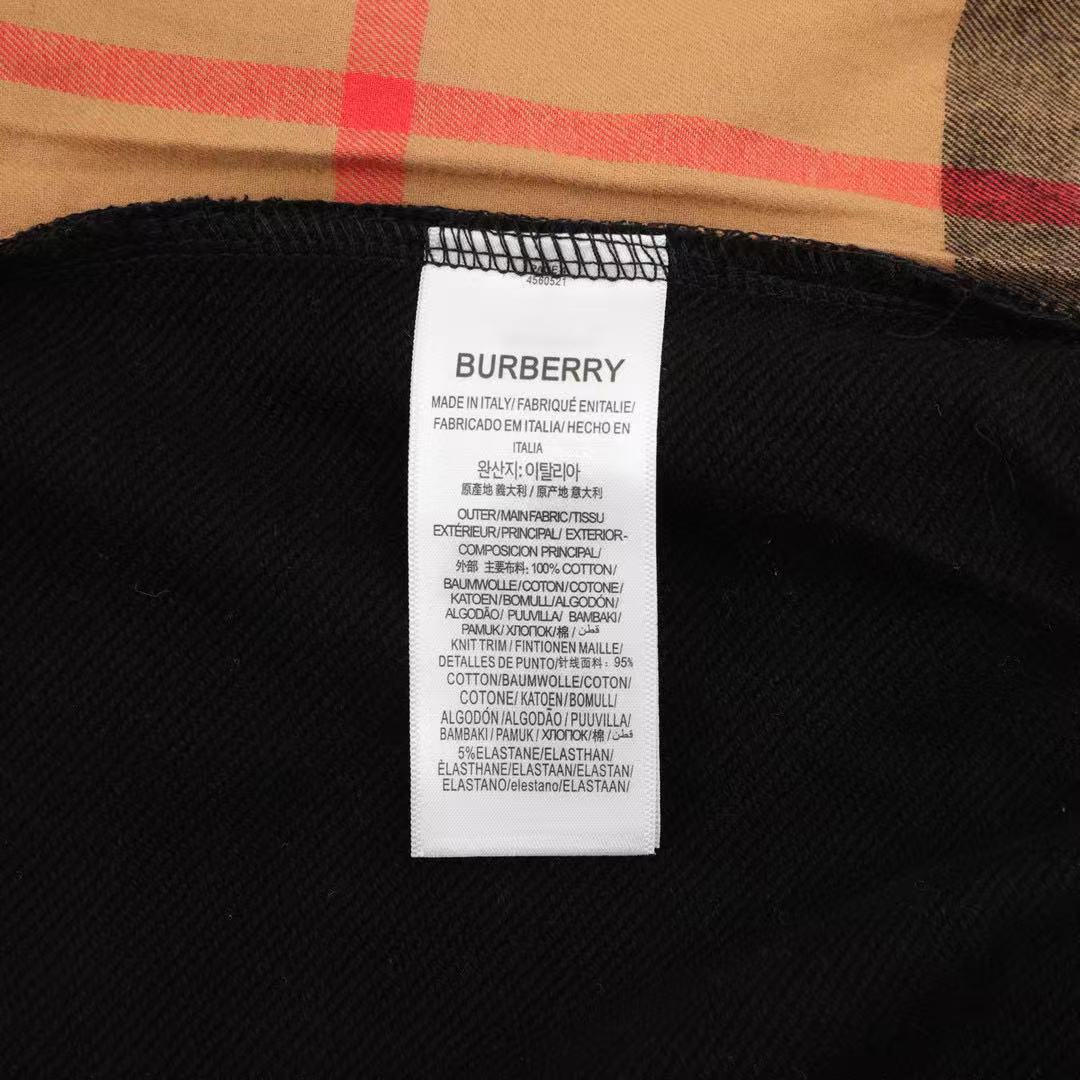 4560521
BURBERRY
MADE IN ITALY/ FABRIQUÉ ENITALIE/
FABRICADO EM ITALIA/ HECHO EN
ITALIA
완산지: 이탈리아
原產地 義大利 / 原产地 意大利
OUTER/MAIN FABRIC/TISSU
EXTÉRIEUR/PRINCIPAL/ EXTERIOR-
COMPOSICION PRINCIPAL/
外部 主要布料: 100% COTTON/
BAUMWOLLE/COTON/COTONE/
KATOEN/BOMULL/ALGODÓN/
ALGODÃO/ PUUVILLA/ BAMBAKI/
PAMUK/ХЛОПОК/棉 / قطن
KNIT TRIM / FINTIONEN MAILLE/
DETALLES DE PUNTO/针线面料: 95%
COTTON/BAUMWOLLE/COTON/
COTONE/ KATOEN/BOMULL/
ALGODÓN/ALGODÃO / PUUVILLA/
BAMBAKI / PAMUK / ХЛОПОК/棉 / قطن
5%ELASTANE/ELASTHAN/
ÈLASTHANE/ELASTAAN/ELASTAN/
ELASTANO/elestano/ELASTAAN/